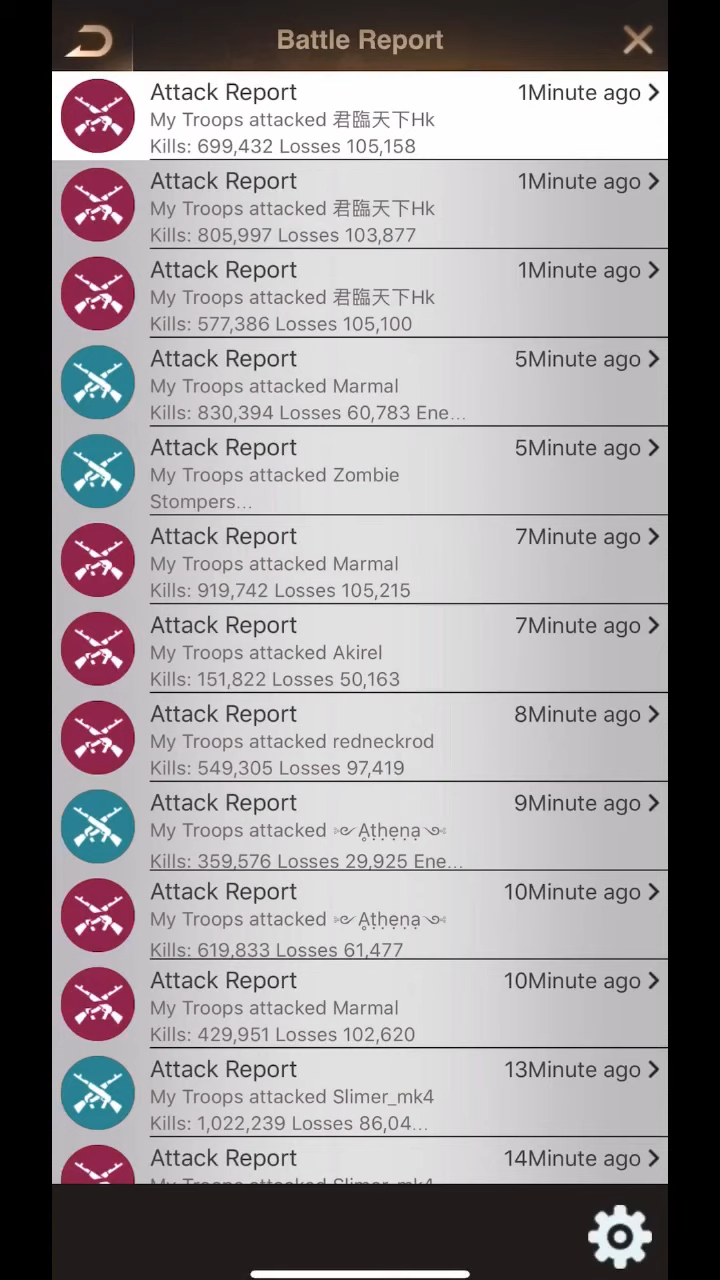 Battle Report
Attack Report 1Minute ago
My Troops attacked 君臨天下Hk
Kills: 699,432 Losses 105,158
Attack Report 1Minute ago
My Troops attacked 君臨天下Hk
Kills: 805,997 Losses 103,877
Attack Report 1Minute ago
My Troops attacked 君臨天下Hk
Kills: 577,386 Losses 105,100
Attack Report 5Minute ago
My Troops attacked Marmal
Kills: 830,394 Losses 60,783 Ene...
Attack Report 5Minute ago
My Troops attacked Zombie
Stompers...
Attack Report 7Minute ago
My Troops attacked Marmal
Kills: 919,742 Losses 105,215
Attack Report 7Minute ago
My Troops attacked Akirel
Kills: 151,822 Losses 50,163
Attack Report 8Minute ago
My Troops attacked redneckrod
Kills: 549,305 Losses 97,419
Attack Report 9Minute ago
My Troops attacked ༺Ḁṭḥẹṇạ༻
Kills: 359,576 Losses 29,925 Ene...
Attack Report 10Minute ago
My Troops attacked ༺Ḁṭḥẹṇạ༻
Kills: 619,833 Losses 61,477
Attack Report 10Minute ago
My Troops attacked Marmal
Kills: 429,951 Losses 102,620
Attack Report 13Minute ago
My Troops attacked Slimer_mk4
Kills: 1,022,239 Losses 86,04...
Attack Report 14Minute ago
My Troops attacked Slimer_mk4